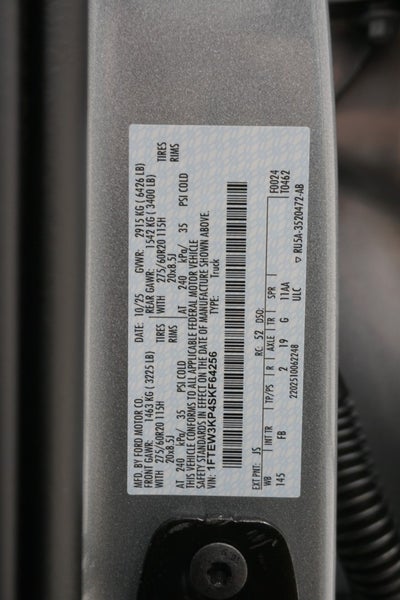 MFD. BY FORD MOTOR CO. DATE: 10/25 GVWR: 2915 KG ( 6426 LB)
FRONT GAWR: 1463 KG ( 3225 LB) REAR GAWR: 1542 KG ( 3400 LB)
WITH 275/60R20 115H TIRES WITH 275/60R20 115H TIRES
20x8.5J RIMS 20x8.5J RIMS
AT 240 kPa/ 35 PSI COLD AT 240 kPa/ 35 PSI COLD
THIS VEHICLE CONFORMS TO ALL APPLICABLE FEDERAL MOTOR VEHICLE
SAFETY STANDARDS IN EFFECT ON THE DATE OF MANUFACTURE SHOWN ABOVE.
VIN: 1FTEW3KP4SKF64256 TYPE: Truck
F0024
T0462
EXT PNT: JS RC: 52 DSO:
WB INT TR TP/PS R AXLE TR SPR
145 FB 2 19 G 11AA
ULC
2202510062248 ▽ RU5A-3520472-AB